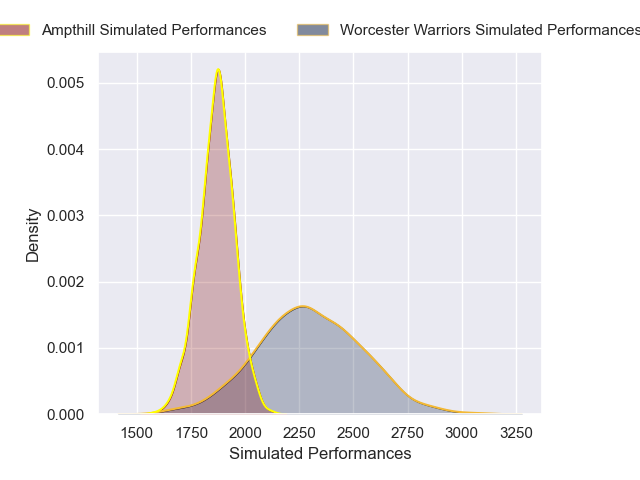 Ampthill Simulated Performances Worcester Warriors Simulated Performances
0.005
0.004
0.003
0.002
0.001
0.000
Density
1500 1750 2000 2250 2500 2750 3000 3250
Simulated Performances